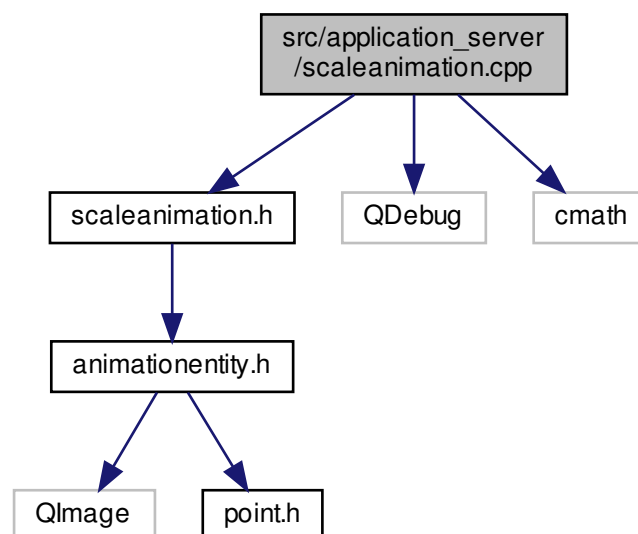 src/application_server
/scaleanimation.cpp
scaleanimation.h
QDebug
cmath
animationentity.h
QImage
point.h